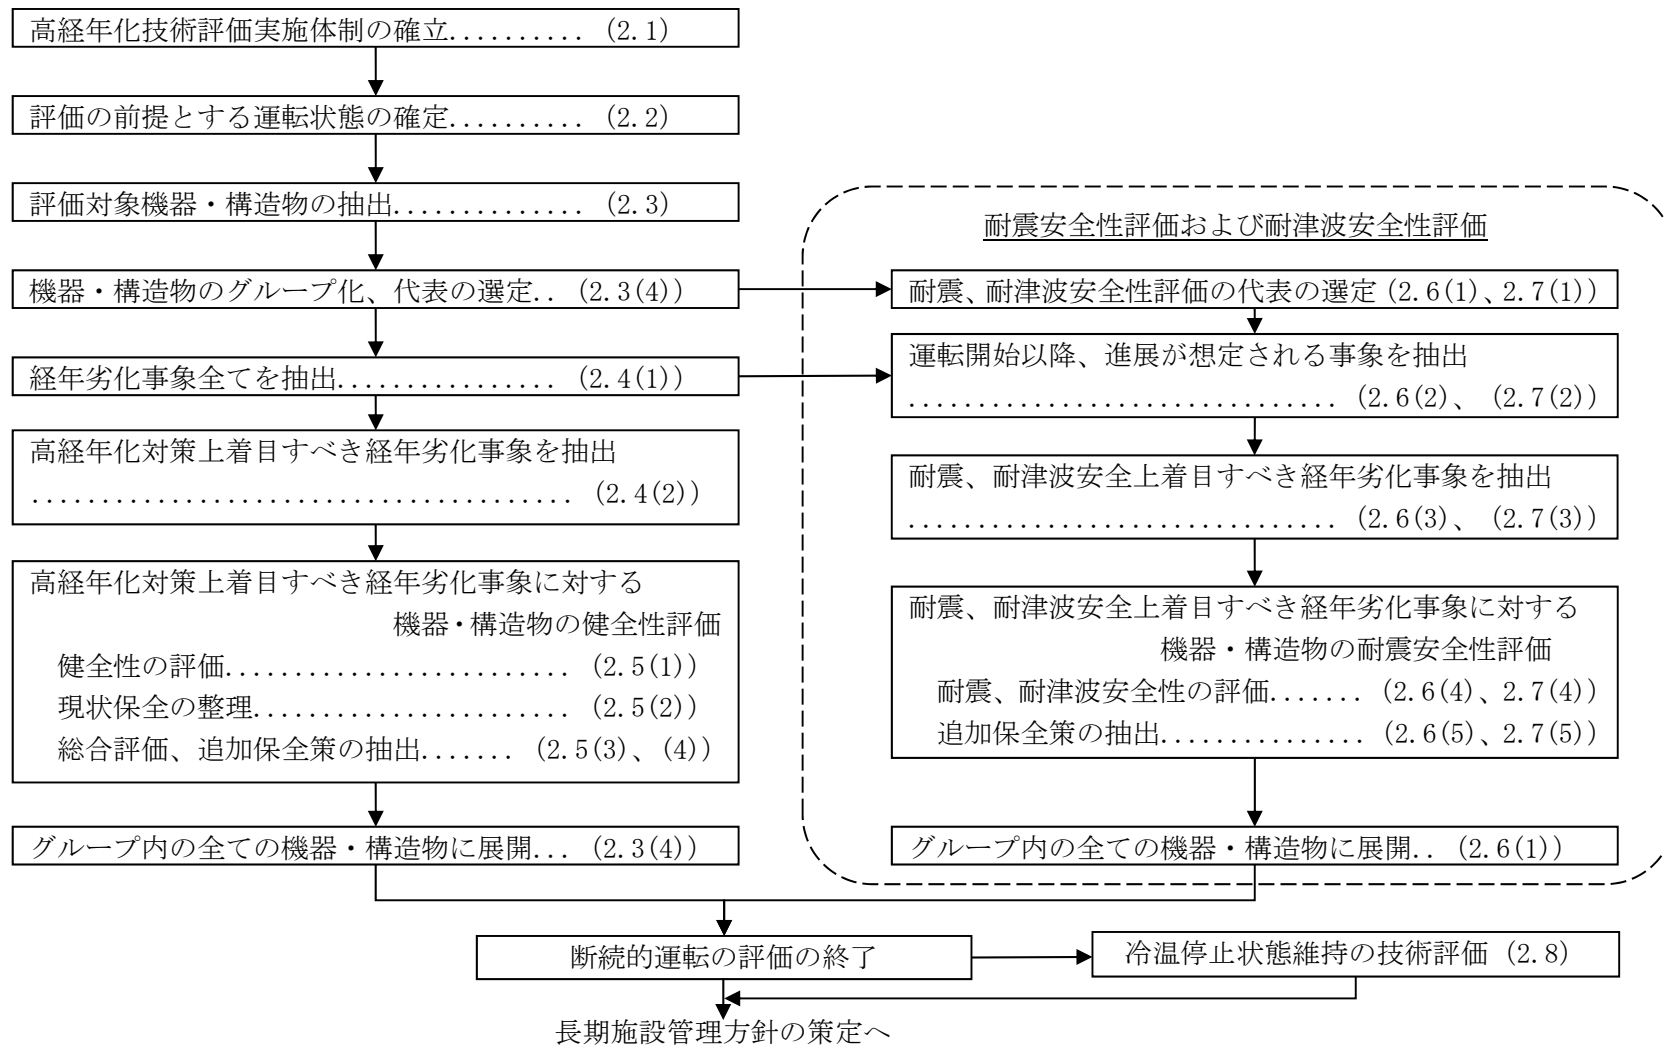 高経年化技術評価実施体制の確立.......... (2.1)
評価の前提とする運転状態の確定.......... (2.2)
評価対象機器・構造物の抽出.............. (2.3)
機器・構造物のグループ化、代表の選定.. (2.3(4))
経年劣化事象全てを抽出................ (2.4(1))
高経年化対策上着目すべき経年劣化事象を抽出
....................................... (2.4(2))
高経年化対策上着目すべき経年劣化事象に対する
機器・構造物の健全性評価
健全性の評価......................... (2.5(1))
現状保全の整理....................... (2.5(2))
総合評価、追加保全策の抽出....... (2.5(3)、(4))
グループ内の全ての機器・構造物に展開... (2.3(4))
耐震安全性評価および耐津波安全性評価
耐震、耐津波安全性評価の代表の選定(2.6(1)、2.7(1))
運転開始以降、進展が想定される事象を抽出
............................... (2.6(2)、 (2.7(2))
耐震、耐津波安全上着目すべき経年劣化事象を抽出
............................... (2.6(3)、 (2.7(3))
耐震、耐津波安全上着目すべき経年劣化事象に対する
機器・構造物の耐震安全性評価
耐震、耐津波安全性の評価....... (2.6(4)、2.7(4))
追加保全策の抽出............... (2.6(5)、2.7(5))
グループ内の全ての機器・構造物に展開.. (2.6(1))
断続的運転の評価の終了
冷温停止状態維持の技術評価 (2.8)
長期施設管理方針の策定へ